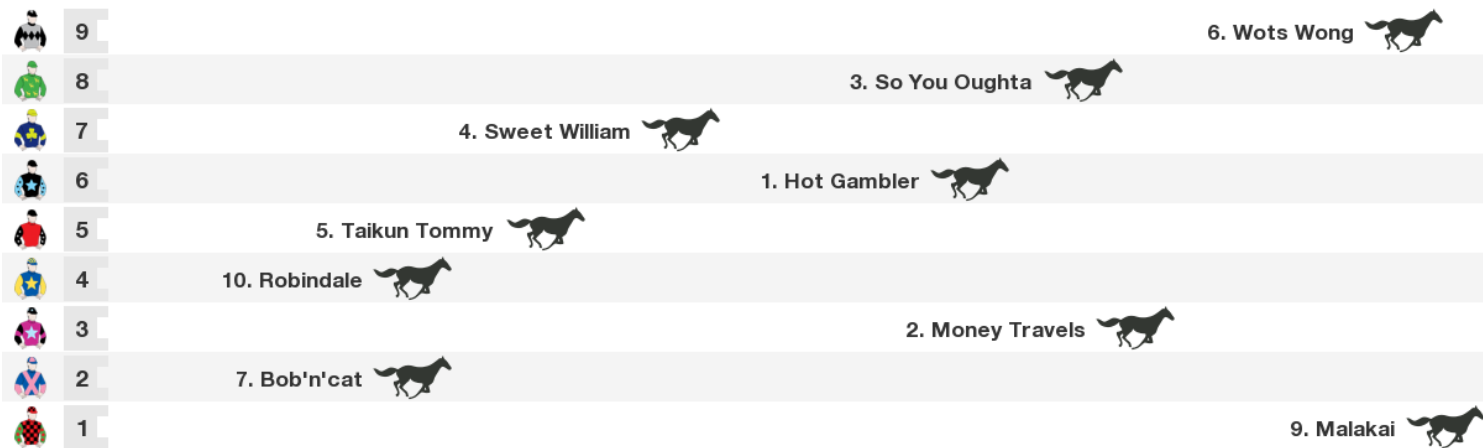 9 6. Wots Wong
8 3. So You Oughta
7 4. Sweet William
6 1. Hot Gambler
5 5. Taikun Tommy
4 10. Robindale
3 2. Money Travels
2 7. Bob'n'cat
1 9. Malakai